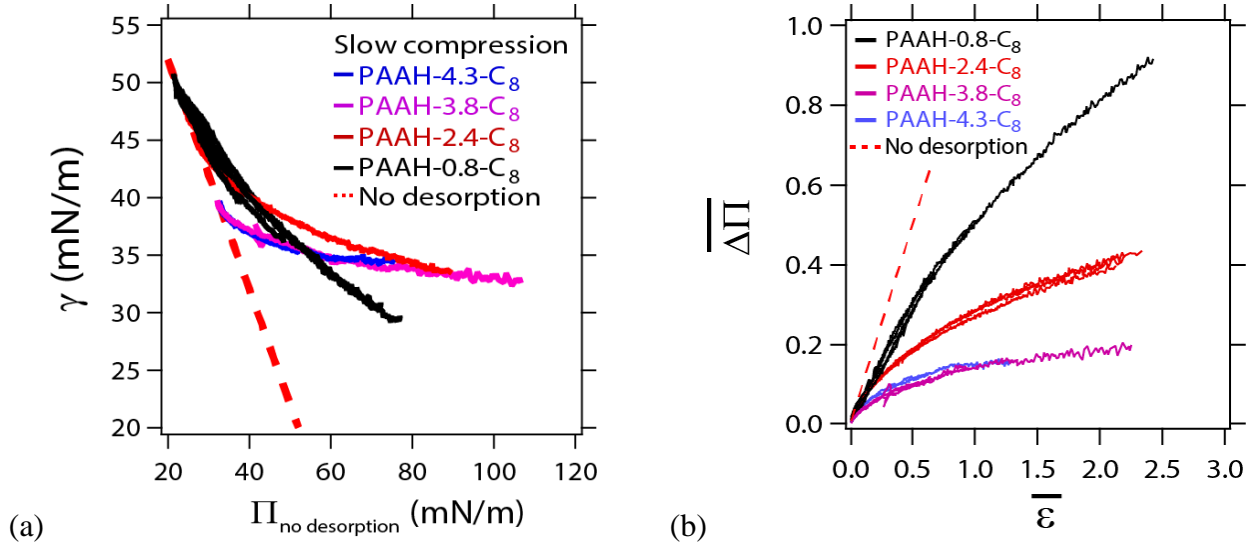 55
50
45
40
35
30
25
20
γ (mN/m)
Slow compression
PAAH-4.3-C₈
PAAH-3.8-C₈
PAAH-2.4-C₈
PAAH-0.8-C₈
No desorption
20 40 60 80 100 120
Π no desorption (mN/m)
(a)
1.0
0.8
0.6
0.4
0.2
0.0
ΔΠ
PAAH-0.8-C₈
PAAH-2.4-C₈
PAAH-3.8-C₈
PAAH-4.3-C₈
No desorption
0.0 0.5 1.0 1.5 2.0 2.5 3.0
ε
(b)